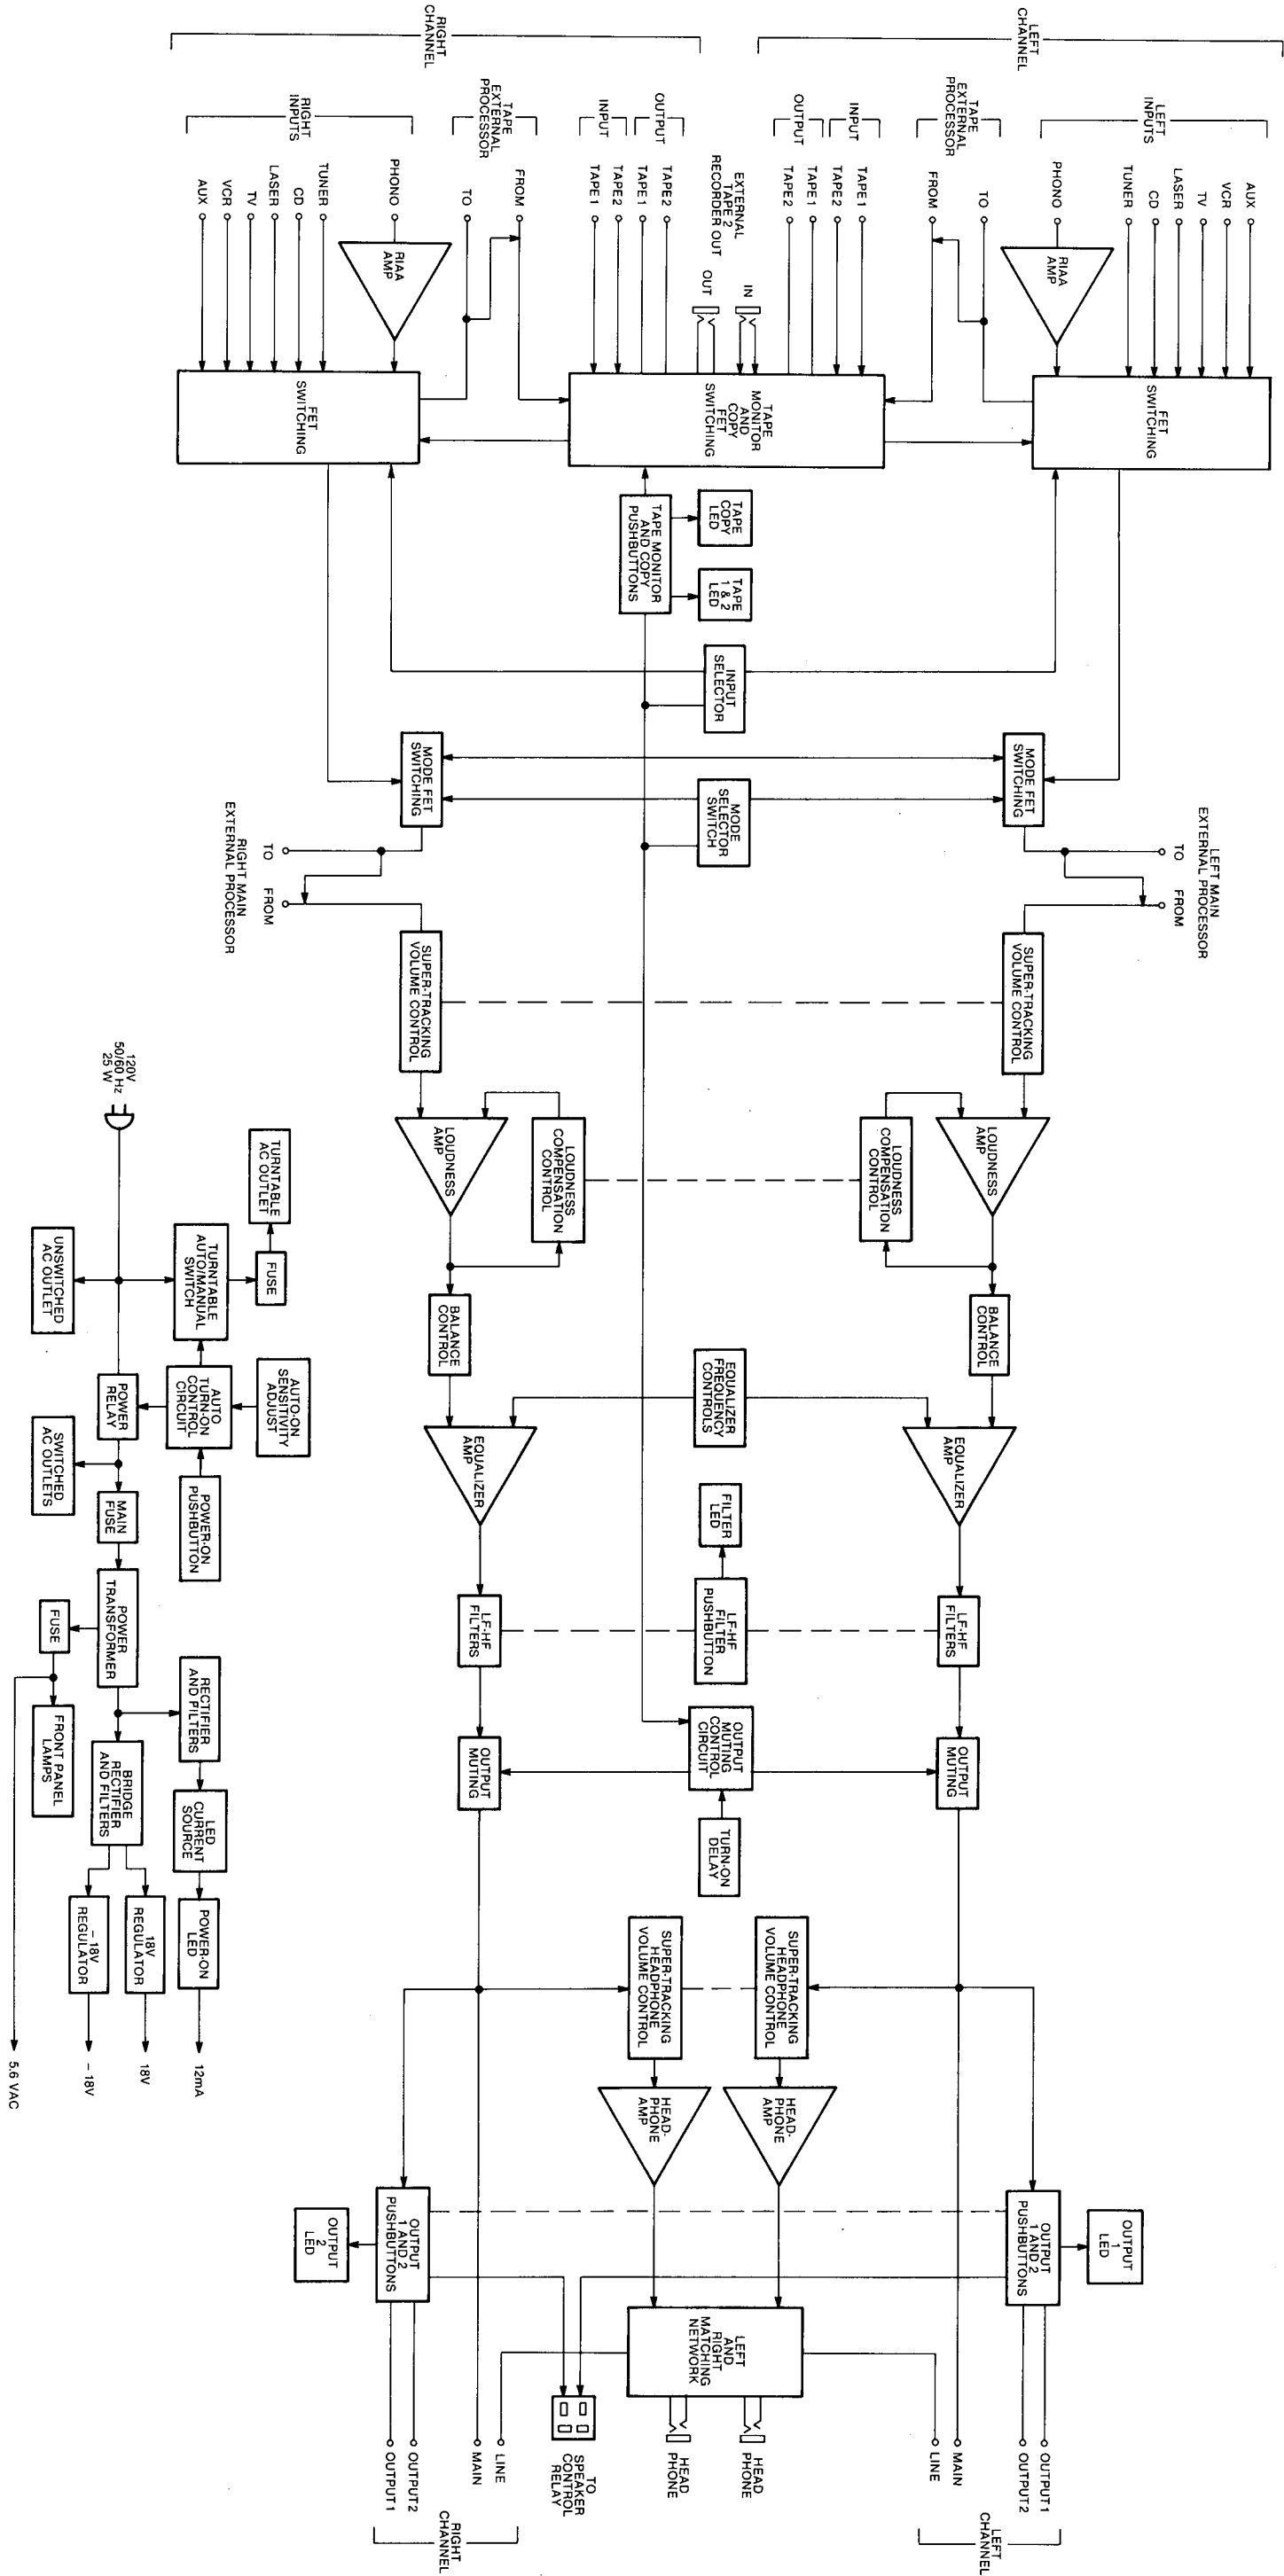 LEFT
CHANNEL
LEFT
INPUTS
AUX
VCR
TV
LASER
CD
TUNER
PHONO
RIAA
AMP
FET
SWITCHING
TAPE
EXTERNAL
PROCESSOR
TO
FROM
INPUT
TAPE 1
TAPE 2
OUTPUT
TAPE 1
TAPE 2
IN
EXTERNAL
TAPE 2
RECORDER OUT
OUT
TAPE
MONITOR
AND
COPY
FET
SWITCHING
OUTPUT
TAPE 2
TAPE 1
INPUT
TAPE 2
TAPE 1
RIGHT
CHANNEL
TAPE
EXTERNAL
PROCESSOR
FROM
TO
RIGHT
INPUTS
PHONO
RIAA
AMP
TUNER
CD
LASER
TV
VCR
AUX
FET
SWITCHING
TAPE
COPY
LED
TAPE
1 & 2
LED
TAPE MONITOR
AND COPY
PUSHBUTTONS
INPUT
SELECTOR
MODE FET
SWITCHING
MODE
SELECTOR
SWITCH
MODE FET
SWITCHING
LEFT MAIN
EXTERNAL PROCESSOR
TO
FROM
TO
FROM
RIGHT MAIN
EXTERNAL PROCESSOR
SUPER-TRACKING
VOLUME CONTROL
SUPER-TRACKING
VOLUME CONTROL
LOUDNESS
AMP
LOUDNESS
COMPENSATION
CONTROL
LOUDNESS
COMPENSATION
CONTROL
LOUDNESS
AMP
BALANCE
CONTROL
BALANCE
CONTROL
EQUALIZER
FREQUENCY
CONTROLS
EQUALIZER
AMP
EQUALIZER
AMP
FILTER
LED
LF-HF
FILTER
PUSHBUTTON
LF-HF
FILTERS
LF-HF
FILTERS
OUTPUT
MUTING
OUTPUT
MUTING
CONTROL
CIRCUIT
TURN-ON
DELAY
OUTPUT
MUTING
SUPER-TRACKING
HEADPHONE
VOLUME CONTROL
SUPER-TRACKING
HEADPHONE
VOLUME CONTROL
HEAD-
PHONE
AMP
HEAD-
PHONE
AMP
OUTPUT
1
LED
OUTPUT
1 AND 2
PUSHBUTTONS
LEFT
AND
RIGHT
MATCHING
NETWORK
OUTPUT
1 AND 2
PUSHBUTTONS
OUTPUT
2
LED
OUTPUT 1
OUTPUT 2
MAIN
LINE
LEFT
CHANNEL
HEAD
PHONE
HEAD
PHONE
TO
SPEAKER
CONTROL
RELAY
LINE
MAIN
OUTPUT 2
OUTPUT 1
RIGHT
CHANNEL
120V
50/60 Hz
25 W
TURNTABLE
AC OUTLET
FUSE
TURNTABLE
AUTO/MANUAL
SWITCH
UNSWITCHED
AC OUTLET
AUTO-ON
SENSITIVITY
ADJUST
AUTO
TURN-ON
CONTROL
CIRCUIT
POWER-ON
PUSHBUTTON
POWER
RELAY
SWITCHED
AC OUTLETS
MAIN
FUSE
POWER
TRANSFORMER
FUSE
FRONT PANEL
LAMPS
RECTIFIER
AND FILTERS
LED
CURRENT
SOURCE
POWER-ON
LED
12mA
BRIDGE
RECTIFIER
AND FILTERS
18V
REGULATOR
18V
–18V
REGULATOR
–18V
5.6 VAC